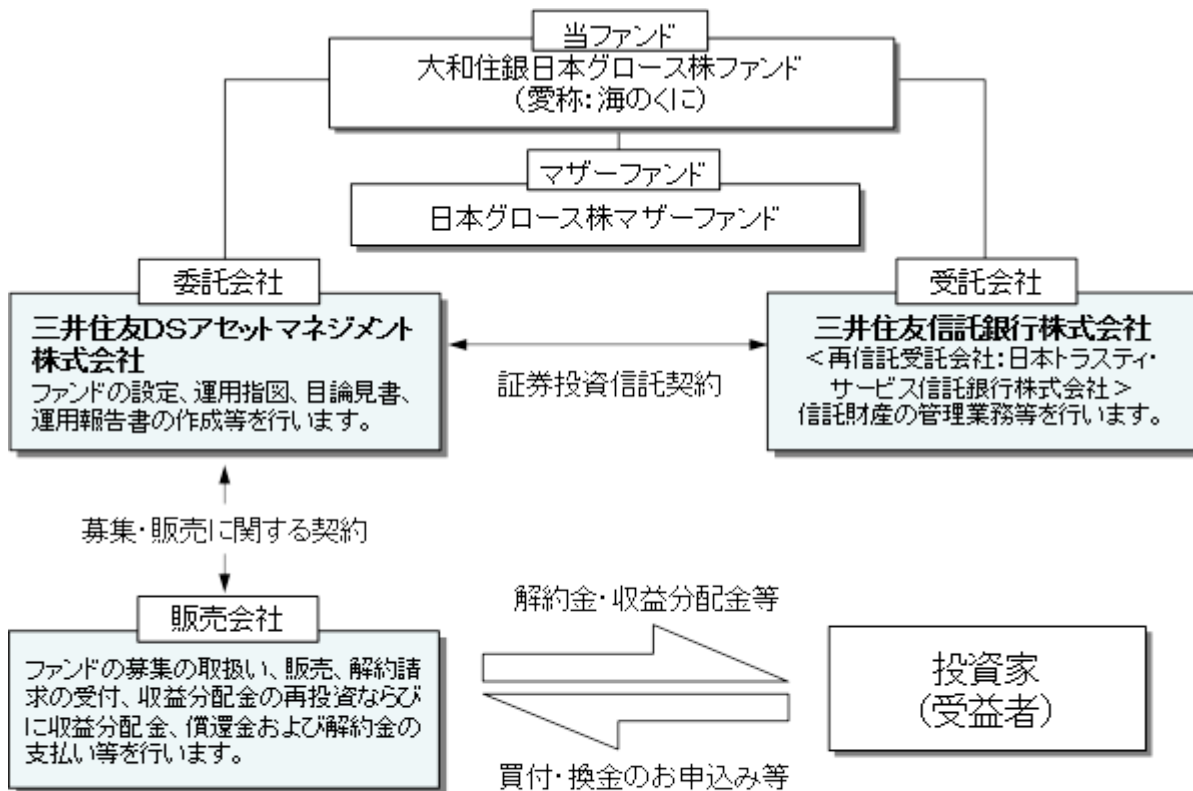 当ファンド
大和住銀日本グロース株ファンド
(愛称：海のくに)
マザーファンド
日本グロース株マザーファンド
委託会社
三井住友DSアセットマネジメント
株式会社
ファンドの設定、運用指図、目論見書、
運用報告書の作成等を行います。
証券投資信託契約
受託会社
三井住友信託銀行株式会社
＜再信託受託会社：日本トラスティ・
サービス信託銀行株式会社＞
信託財産の管理業務等を行います。
募集・販売に関する契約
販売会社
ファンドの募集の取扱い、販売、解約請
求の受付、収益分配金の再投資ならび
に収益分配金、償還金および解約金の
支払い等を行います。
解約金・収益分配金等
買付・換金のお申込み等
投資家
(受益者)